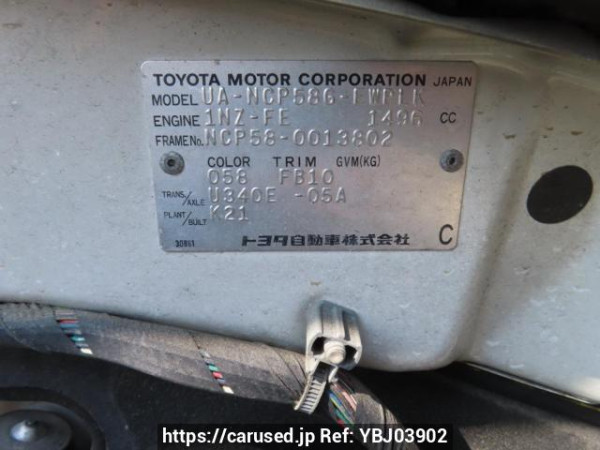 TOYOTA MOTOR CORPORATION JAPAN
MODEL UA-NCP58G-EWPLK
ENGINE 1NZ-FE 1496 CC
FRAME No. NCP58-0013802
COLOR TRIM GVM(KG)
058 FB10
TRANS./AXLE U340E -05A
PLANT/BUILT K21
トヨタ自動車株式会社 C
https://carused.jp Ref: YBJ03902